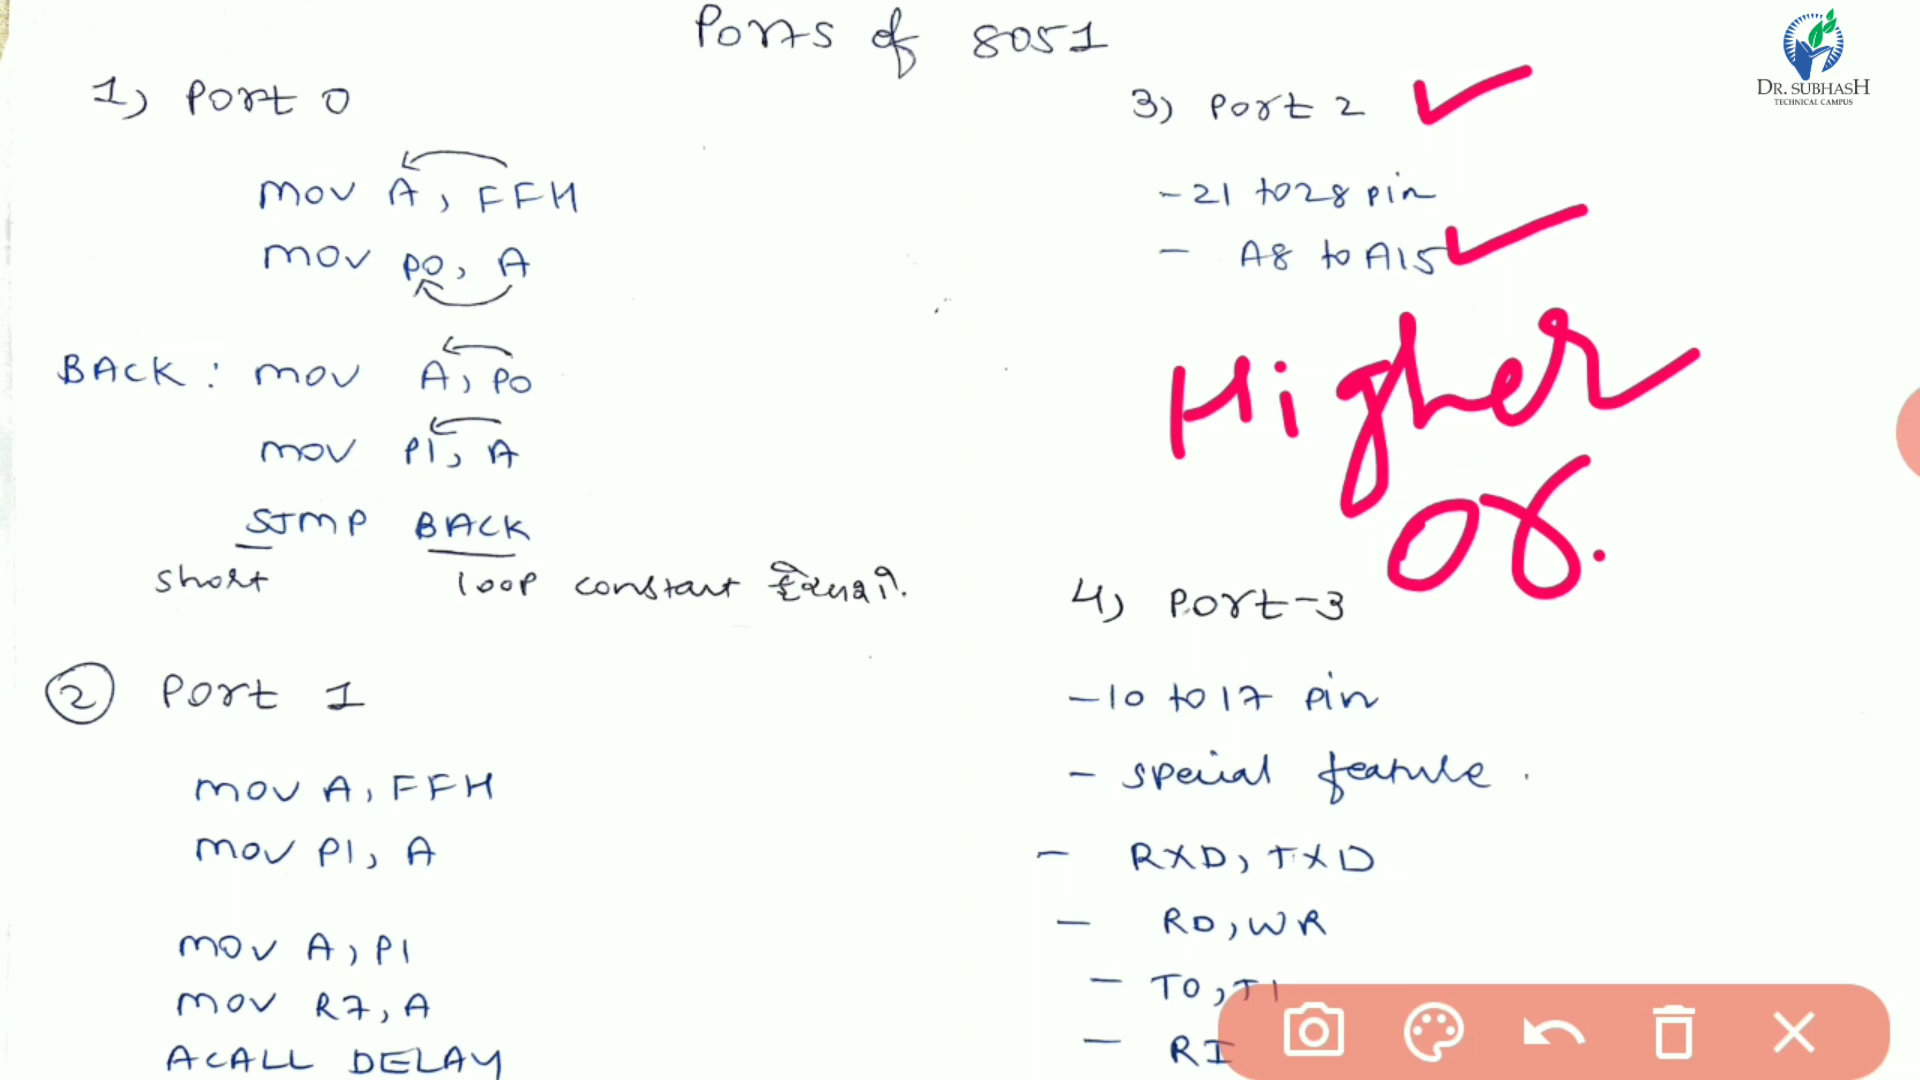 Ports of 8051
DR. SUBHASH
TECHNICAL CAMPUS
1) Port 0
mov A, FFH
mov P0, A
BACK: mov A, P0
mov P1, A
SJMP BACK
short loop constant
② Port 1
mov A, FFH
mov P1, A
mov A, P1
mov R7, A
ACALL DELAY
3) Port 2
- 21 to 28 pin
- A8 to A15
Higher
or.
4) Port-3
- 10 to 17 pin
- special feature.
- RXD, TXD
- RD, WR
- T0, T1